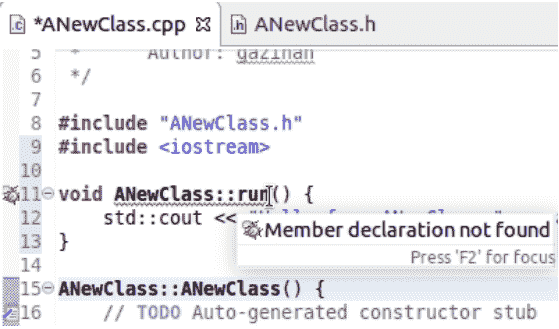 *ANewClass.cpp ANewClass.h
5 * Author: gazihan
6 */
7
8 #include "ANewClass.h"
9 #include <iostream>
10
11 void ANewClass::run() {
12 std::cout <<
Member declaration not found
Press 'F2' for focus
13 }
14
15 ANewClass::ANewClass() {
16 // TODO Auto-generated constructor stub